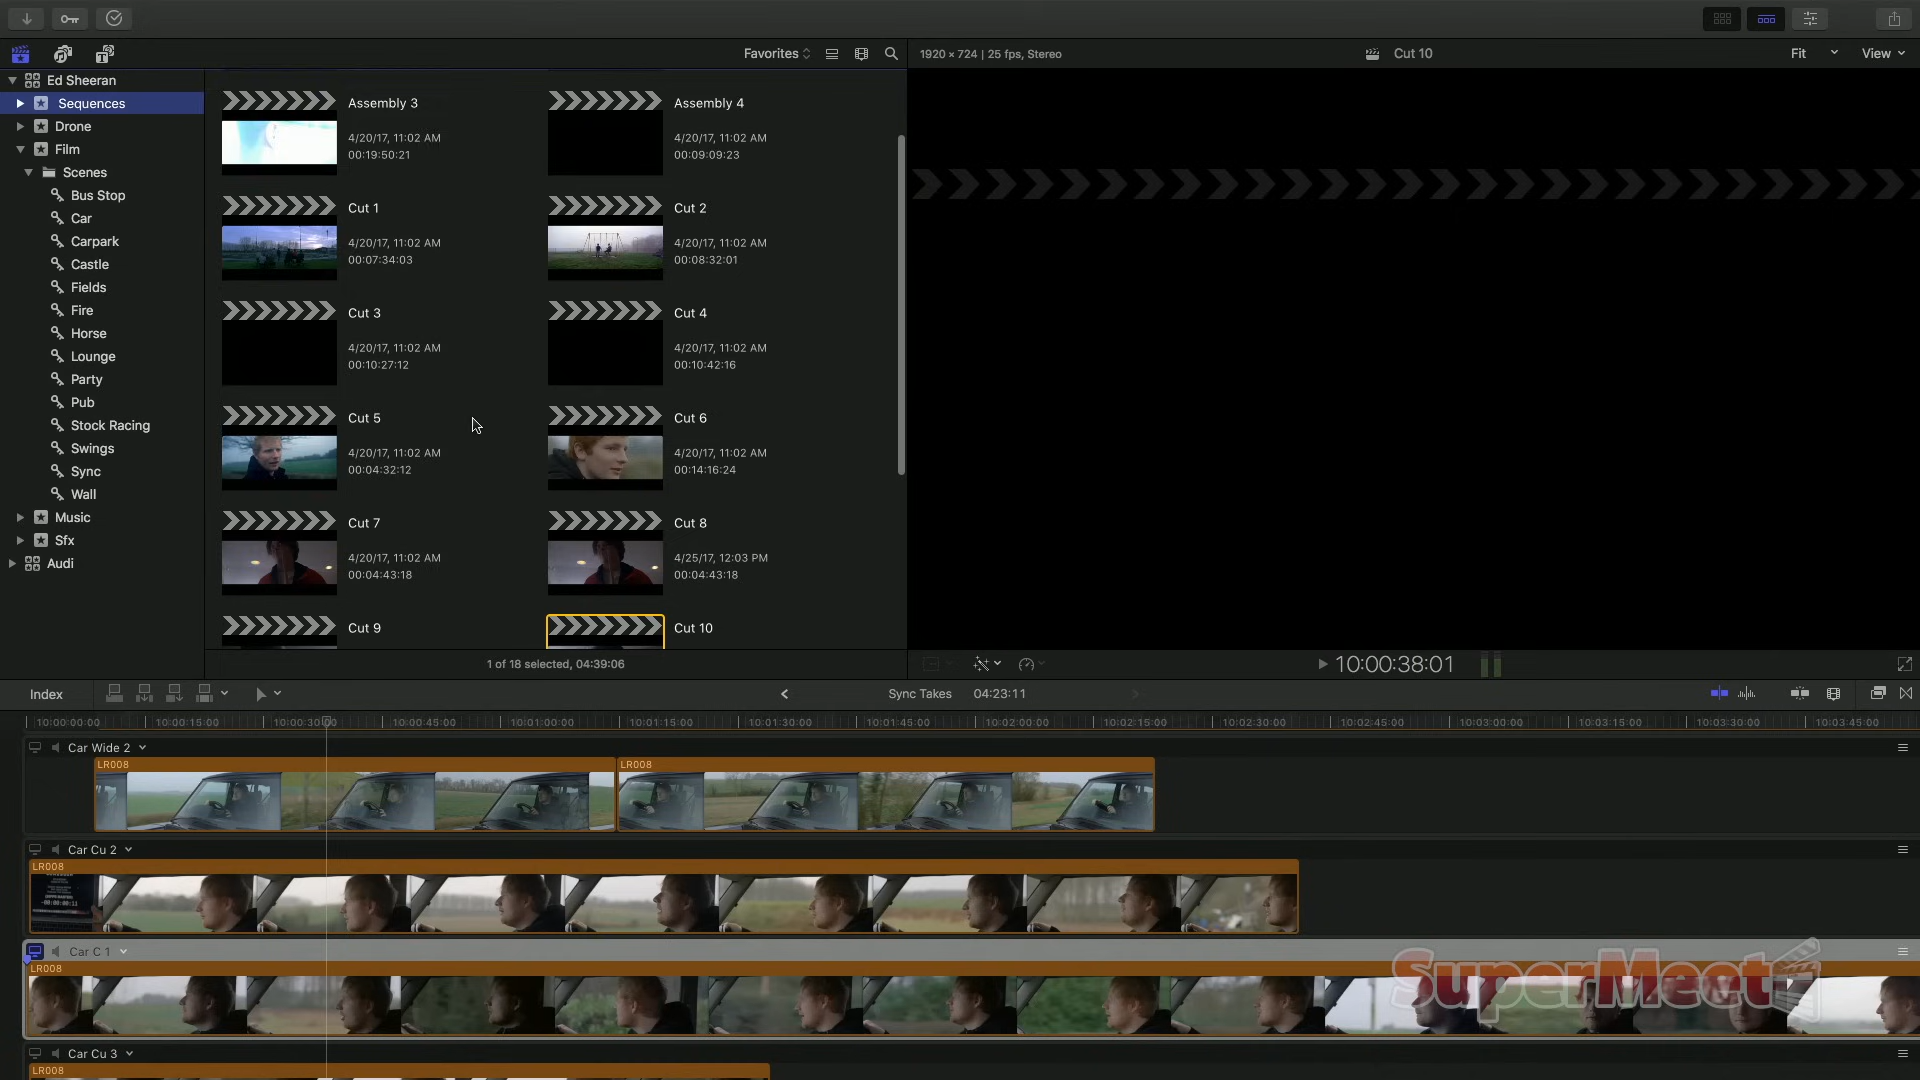 Favorites
1920 × 724 | 25 fps, Stereo
Cut 10
Fit
View
Ed Sheeran
Sequences
Drone
Film
Scenes
Bus Stop
Car
Carpark
Castle
Fields
Fire
Horse
Lounge
Party
Pub
Stock Racing
Swings
Sync
Wall
Music
Sfx
Audi
Assembly 3
4/20/17, 11:02 AM
00:19:50:21
Assembly 4
4/20/17, 11:02 AM
00:09:09:23
Cut 1
4/20/17, 11:02 AM
00:07:34:03
Cut 2
4/20/17, 11:02 AM
00:08:32:01
Cut 3
4/20/17, 11:02 AM
00:10:27:12
Cut 4
4/20/17, 11:02 AM
00:10:42:16
Cut 5
4/20/17, 11:02 AM
00:04:32:12
Cut 6
4/20/17, 11:02 AM
00:14:16:24
Cut 7
4/20/17, 11:02 AM
00:04:43:18
Cut 8
4/25/17, 12:03 PM
00:04:43:18
Cut 9
Cut 10
1 of 18 selected, 04:39:06
10:00:38:01
Index
Sync Takes 04:23:11
10:00:00:00 10:00:15:00 10:00:30:00 10:00:45:00 10:01:00:00 10:01:15:00 10:01:30:00 10:01:45:00 10:02:00:00 10:02:15:00 10:02:30:00 10:02:45:00 10:03:00:00 10:03:15:00 10:03:30:00 10:03:45:00
Car Wide 2
LR008
LR008
Car Cu 2
LR008
Car C 1
LR008
SuperMeet
Car Cu 3
LR008